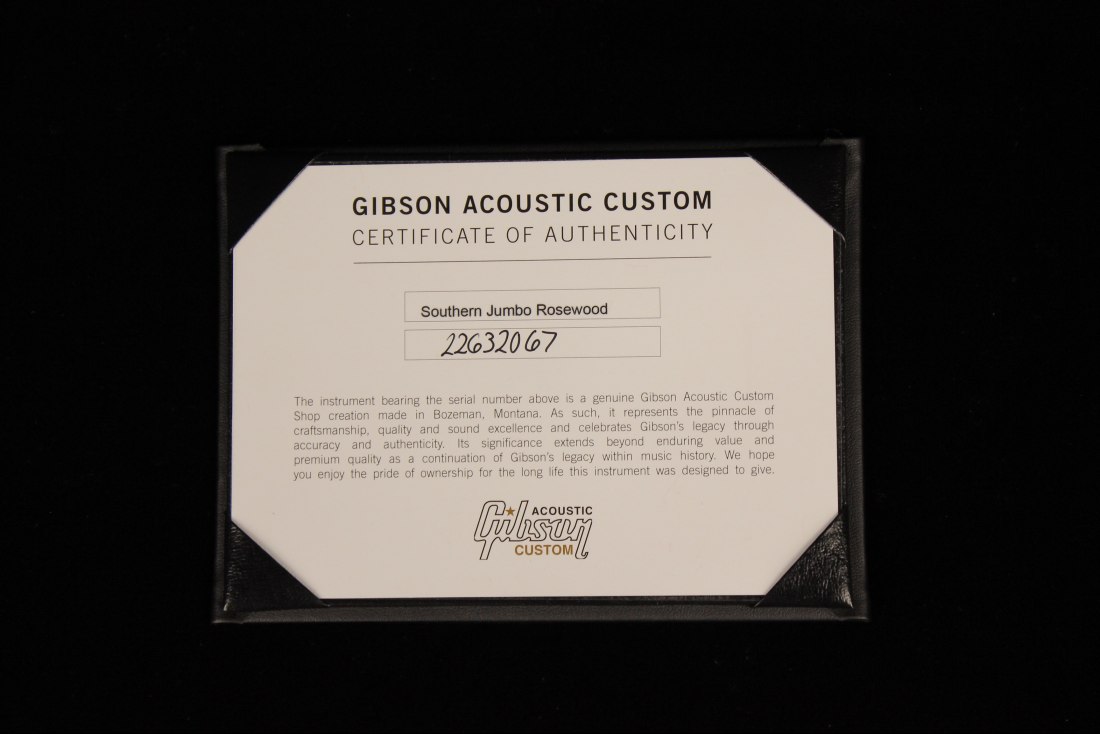 GIBSON ACOUSTIC CUSTOM
CERTIFICATE OF AUTHENTICITY
Southern Jumbo Rosewood
22632067
The instrument bearing the serial number above is a genuine Gibson Acoustic Custom
Shop creation made in Bozeman, Montana. As such, it represents the pinnacle of
craftsmanship, quality and sound excellence and celebrates Gibson's legacy through
accuracy and authenticity. Its significance extends beyond enduring value and
premium quality as a continuation of Gibson's legacy within music history. We hope
you enjoy the pride of ownership for the long life this instrument was designed to give.
ACOUSTIC
Gibson
CUSTOM